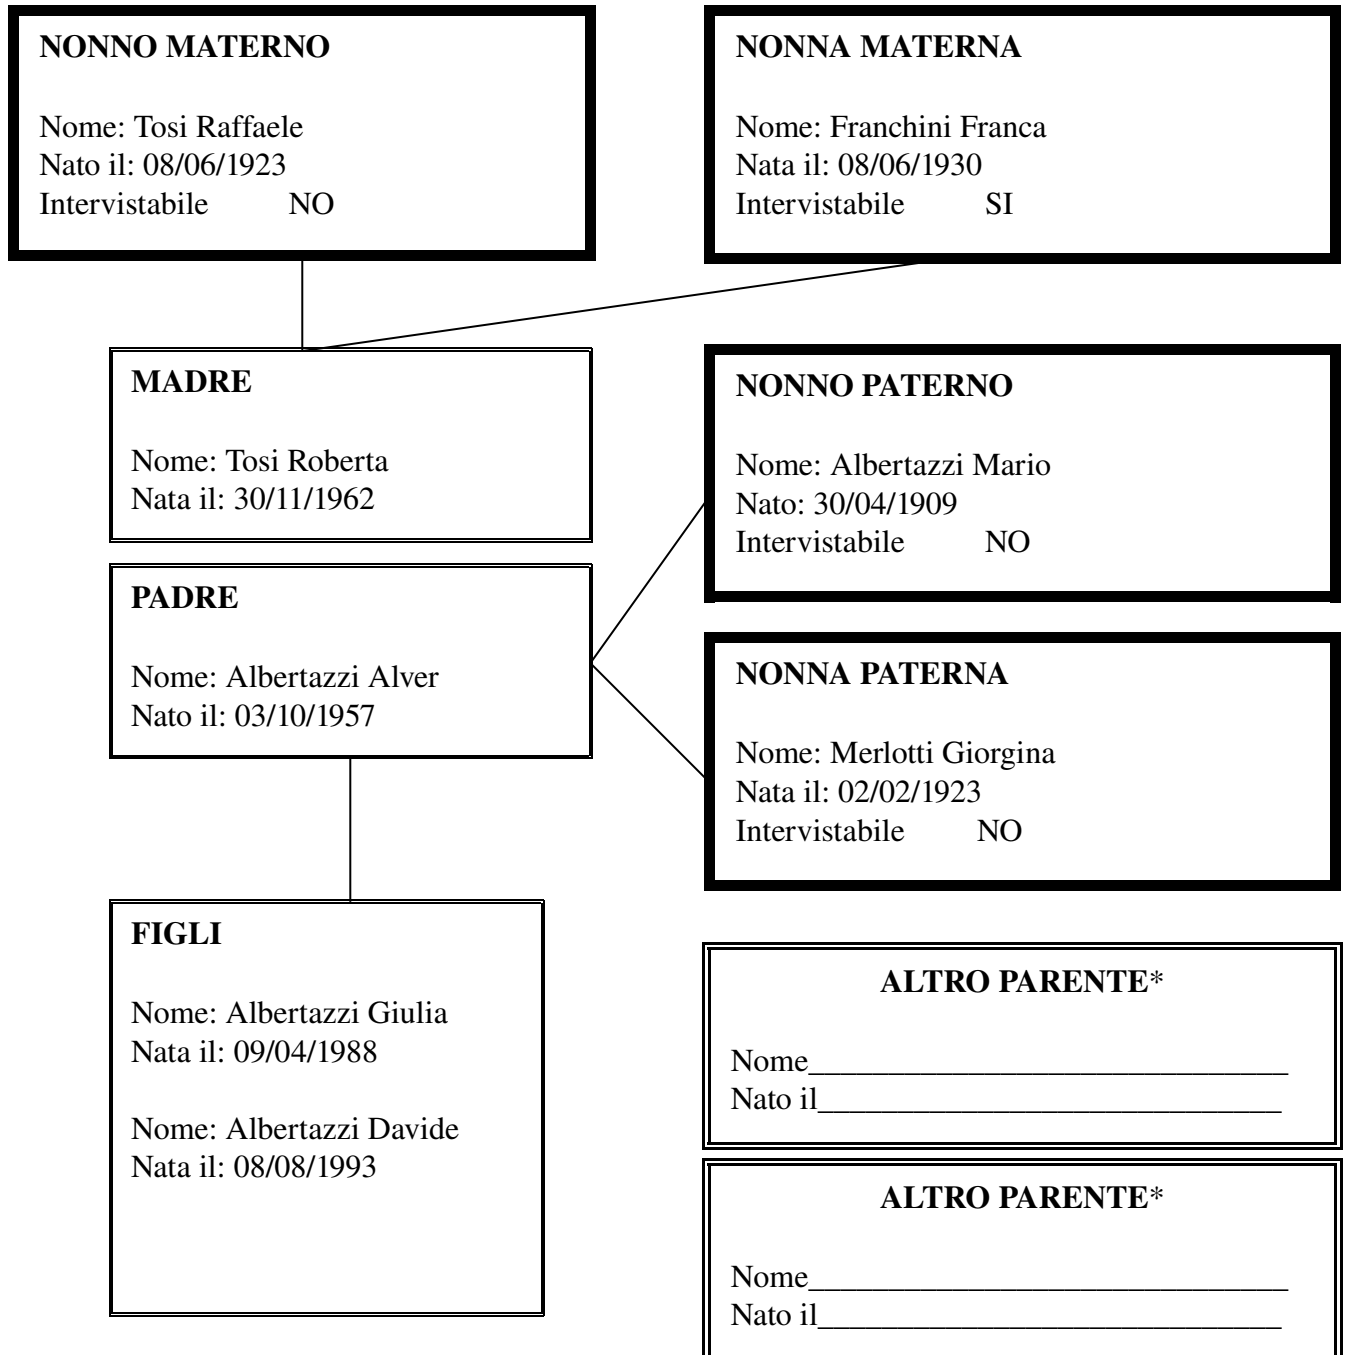 NONNO MATERNO
Nome: Tosi Raffaele
Nato il: 08/06/1923
Intervistabile NO
NONNA MATERNA
Nome: Franchini Franca
Nata il: 08/06/1930
Intervistabile SI
MADRE
Nome: Tosi Roberta
Nata il: 30/11/1962
NONNO PATERNO
Nome: Albertazzi Mario
Nato: 30/04/1909
Intervistabile NO
PADRE
Nome: Albertazzi Alver
Nato il: 03/10/1957
NONNA PATERNA
Nome: Merlotti Giorgina
Nata il: 02/02/1923
Intervistabile NO
FIGLI
Nome: Albertazzi Giulia
Nata il: 09/04/1988
Nome: Albertazzi Davide
Nata il: 08/08/1993
ALTRO PARENTE*
Nome______________________________
Nato il_____________________________
ALTRO PARENTE*
Nome______________________________
Nato il_____________________________